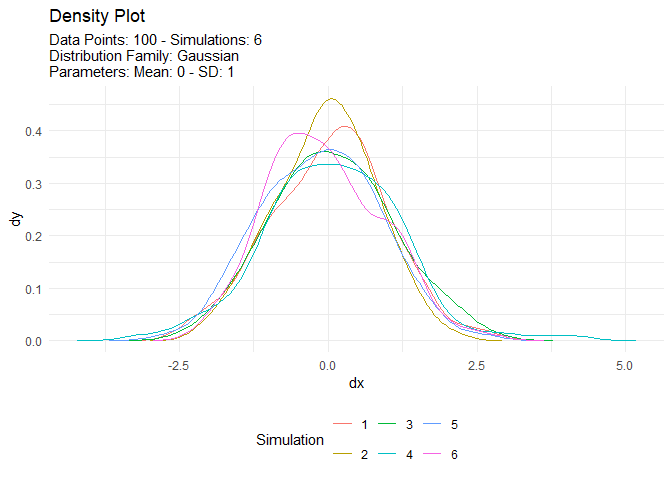 Density Plot
Data Points: 100 - Simulations: 6
Distribution Family: Gaussian
Parameters: Mean: 0 - SD: 1
dy
0.4
0.3
0.2
0.1
0.0
-2.5 0.0 2.5 5.0
dx
Simulation
1 3 5
2 4 6